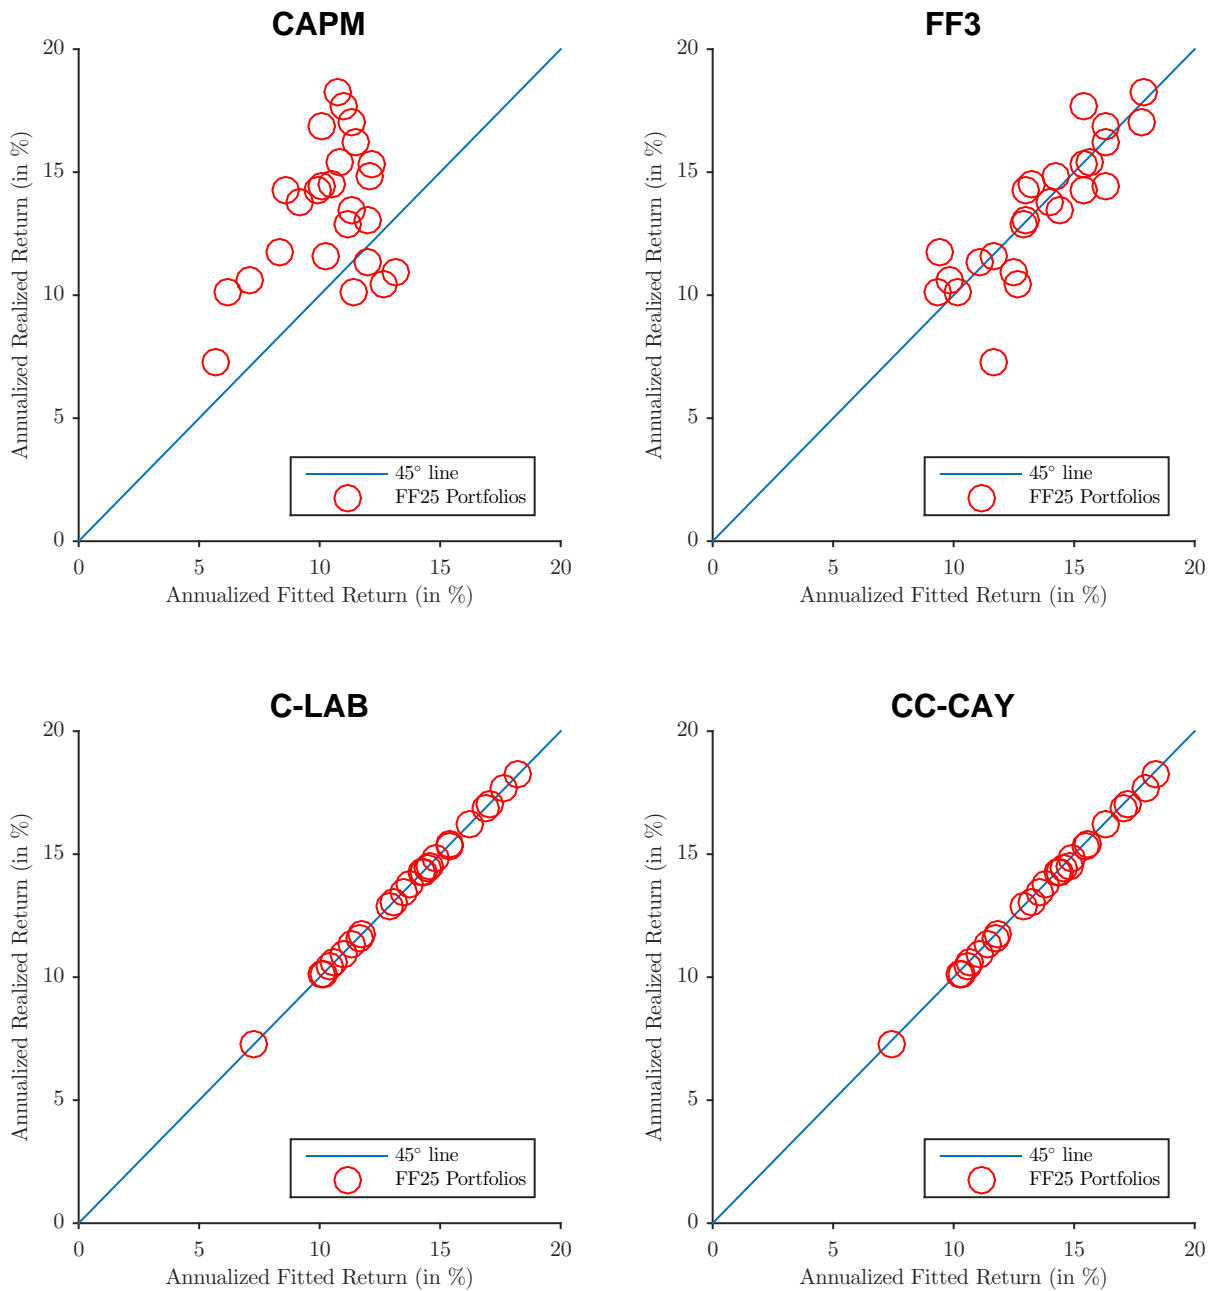 CAPM
20
15
10
5
0
0 5 10 15 20
Annualized Realized Return (in %)
Annualized Fitted Return (in %)
45° line
FF25 Portfolios
FF3
20
15
10
5
0
0 5 10 15 20
Annualized Realized Return (in %)
Annualized Fitted Return (in %)
45° line
FF25 Portfolios
C-LAB
20
15
10
5
0
0 5 10 15 20
Annualized Realized Return (in %)
Annualized Fitted Return (in %)
45° line
FF25 Portfolios
CC-CAY
20
15
10
5
0
0 5 10 15 20
Annualized Realized Return (in %)
Annualized Fitted Return (in %)
45° line
FF25 Portfolios